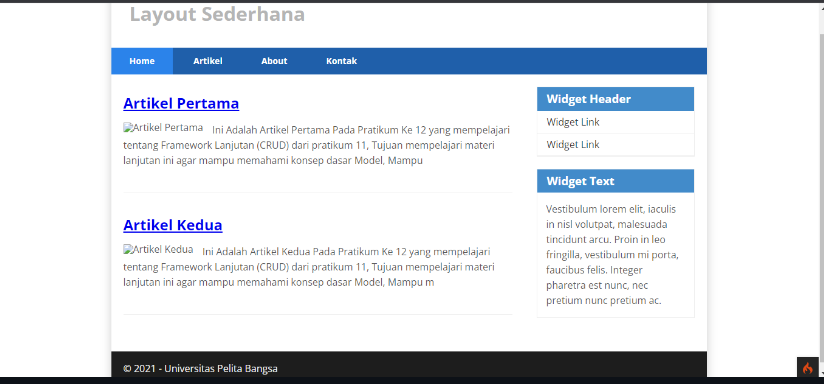 Layout Sederhana
Home Artikel About Kontak
Artikel Pertama
Artikel Pertama Ini Adalah Artikel Pertama Pada Pratikum Ke 12 yang mempelajari
tentang Framework Lanjutan (CRUD) dari pratikum 11, Tujuan mempelajari materi
lanjutan ini agar mampu memahami konsep dasar Model, Mampu
Artikel Kedua
Artikel Kedua Ini Adalah Artikel Kedua Pada Pratikum Ke 12 yang mempelajari
tentang Framework Lanjutan (CRUD) dari pratikum 11, Tujuan mempelajari materi
lanjutan ini agar mampu memahami konsep dasar Model, Mampu m
Widget Header
Widget Link
Widget Link
Widget Text
Vestibulum lorem elit, iaculis
in nisl volutpat, malesuada
tincidunt arcu. Proin in leo
fringilla, vestibulum mi porta,
faucibus felis. Integer
pharetra est nunc, nec
pretium nunc pretium ac.
© 2021 - Universitas Pelita Bangsa